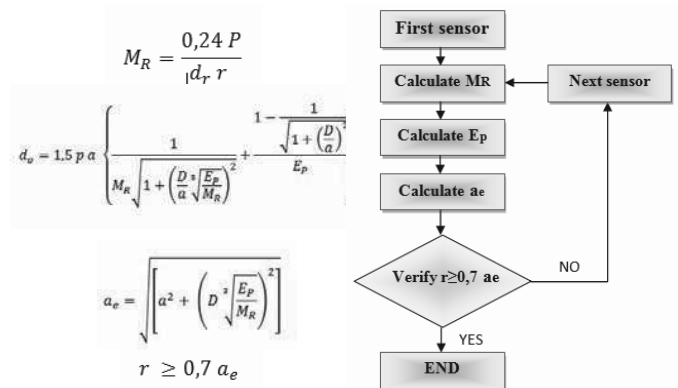 M_R = 0,24 P / d_r r
d_o = 1,5 p a { 1 / M_R √(1 + (D/a ³√(E_P/M_R))²) + 1 − 1 / √(1 + (D/a)²) / E_P
a_e = √[a² + (D ³√(E_P/M_R))²]
r ≥ 0,7 a_e
First sensor
Calculate MR
Next sensor
Calculate Ep
Calculate ae
Verify r≥0,7 ae
NO
YES
END